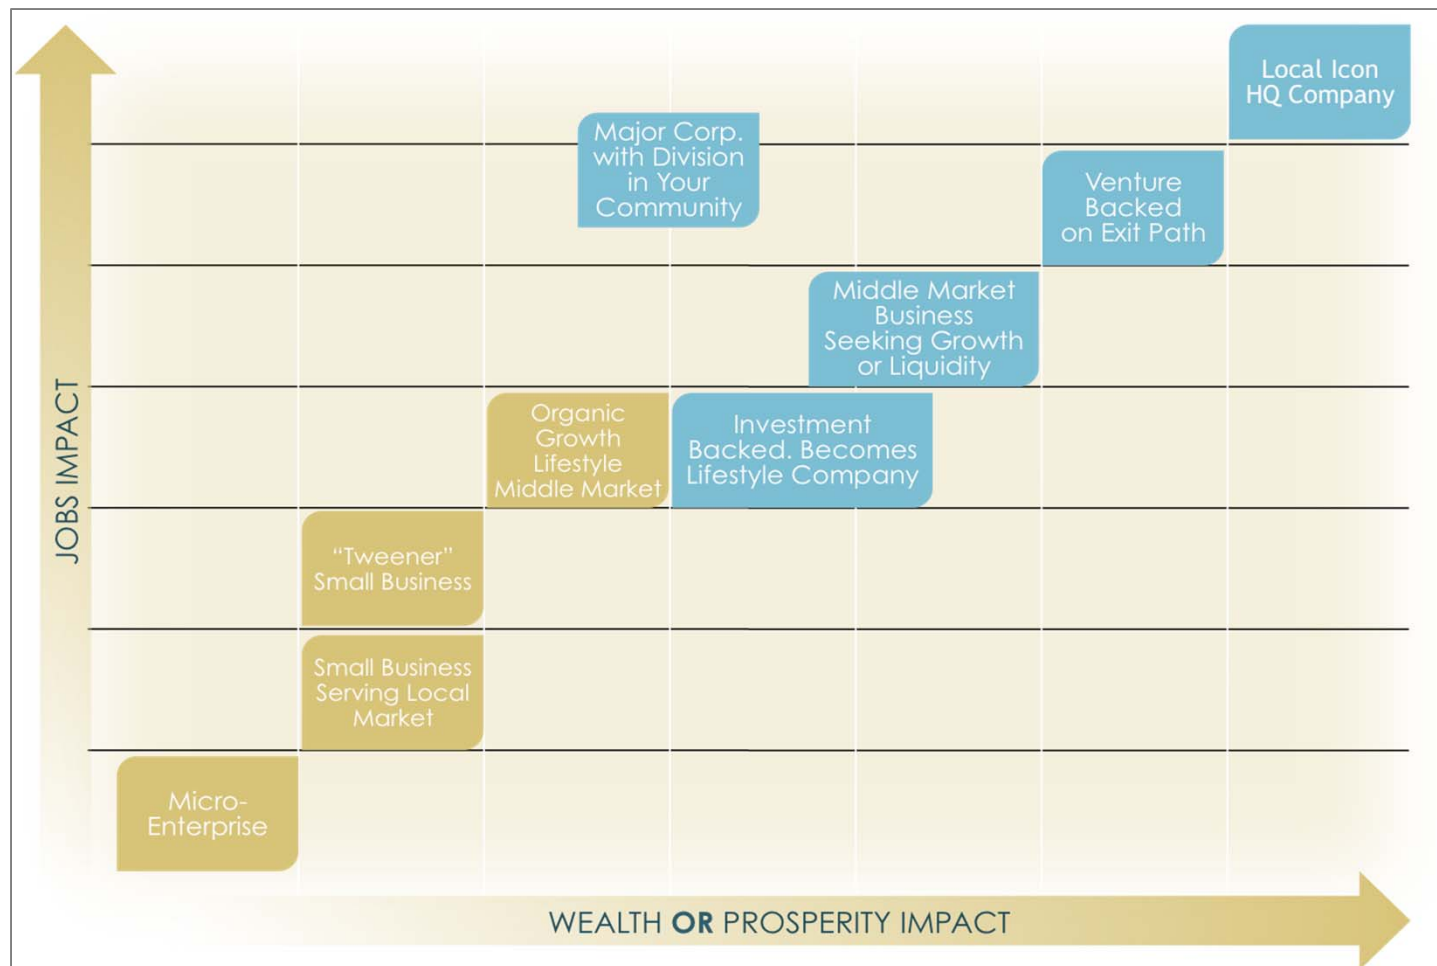 Local Icon
HQ Company
Major Corp.
with Division
in Your
Community
Venture
Backed
on Exit Path
Middle Market
Business
Seeking Growth
or Liquidity
Organic
Growth
Lifestyle
Middle Market
Investment
Backed. Becomes
Lifestyle Company
“Tweener”
Small Business
Small Business
Serving Local
Market
Micro-
Enterprise
JOBS IMPACT
WEALTH OR PROSPERITY IMPACT